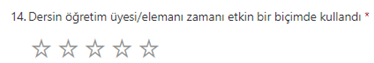 14. Dersin öğretim üyesi/elemanı zamanı etkin bir biçimde kullandı *